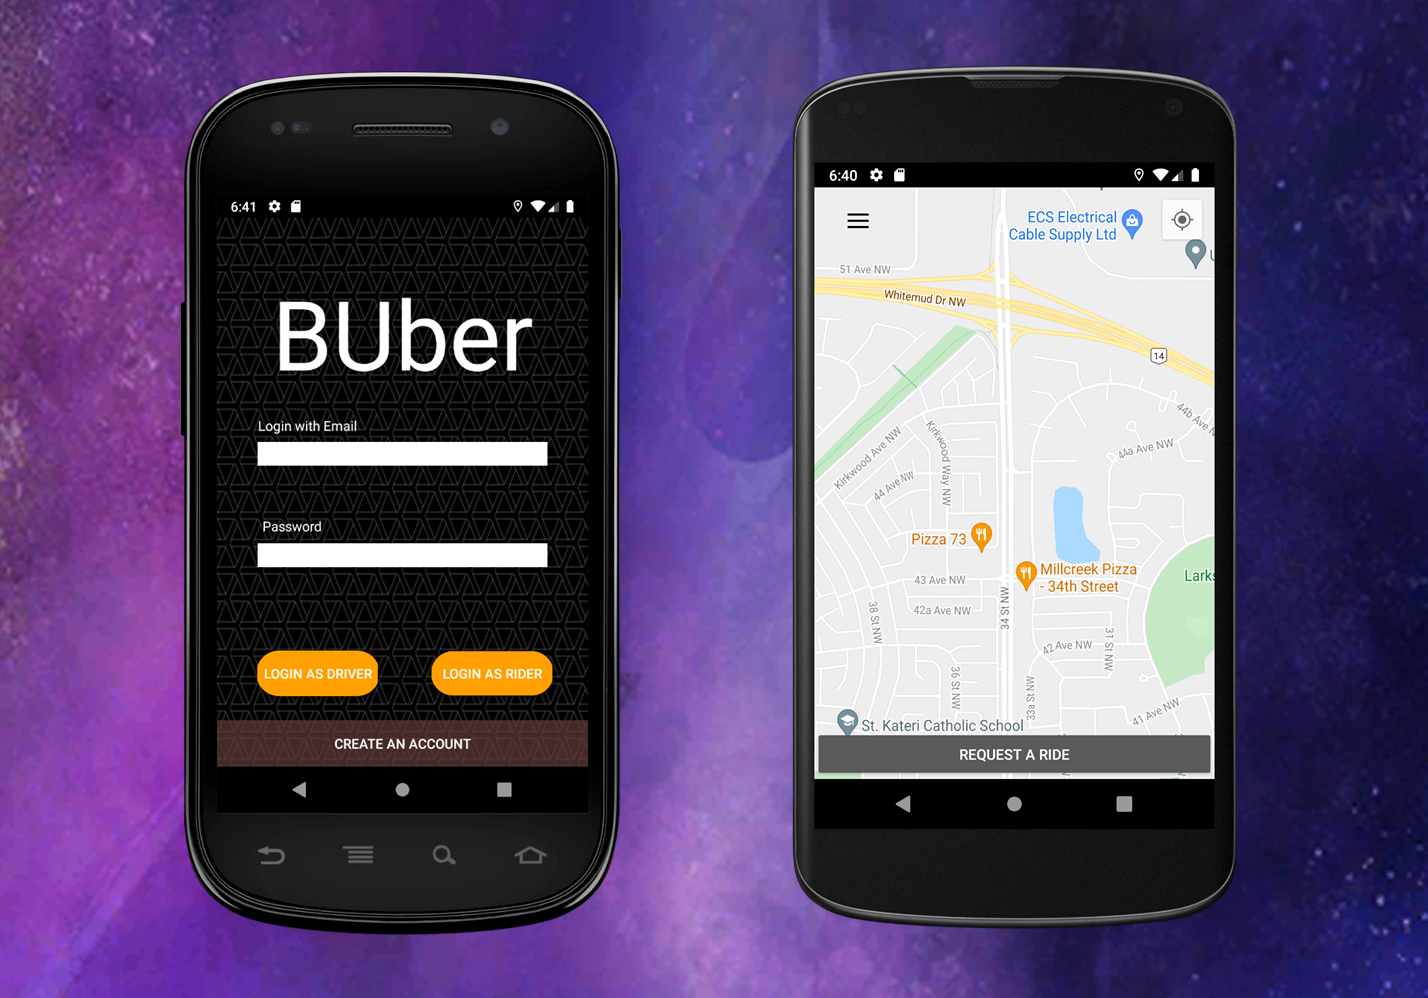 6:41
BUber
Login with Email
Password
LOGIN AS DRIVER
LOGIN AS RIDER
CREATE AN ACCOUNT
6:40
ECS Electrical
Cable Supply Ltd
51 Ave NW
Whitemud Dr NW
14
44b Ave N
44a Ave NW
Kirkwood Ave NW
Kirkwood Way NW
44 Ave NW
Pizza 73
Millcreek Pizza
- 34th Street
43 Ave NW
Larks
42a Ave NW
34 St NW
38 St NW
42 Ave NW
31 St NW
36 St NW
33a St NW
41 Ave NW
St. Kateri Catholic School
REQUEST A RIDE